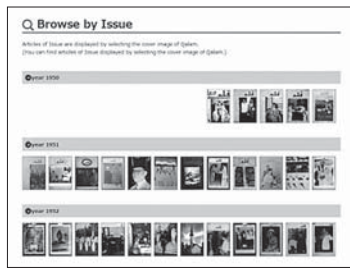 Browse by Issue
Articles of Issue are displayed by selecting the cover image of Qalam.
(You can find articles of Issue displayed by selecting the cover image of Qalam.)
year 1950
year 1951
year 1952